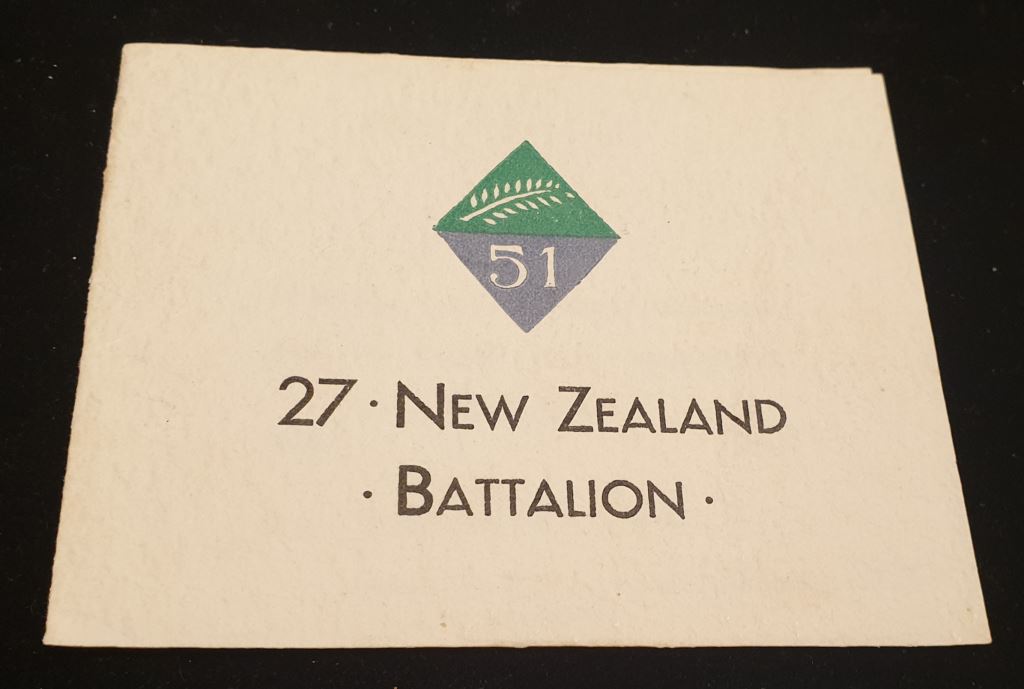 51
27 · NEW ZEALAND
· BATTALION ·